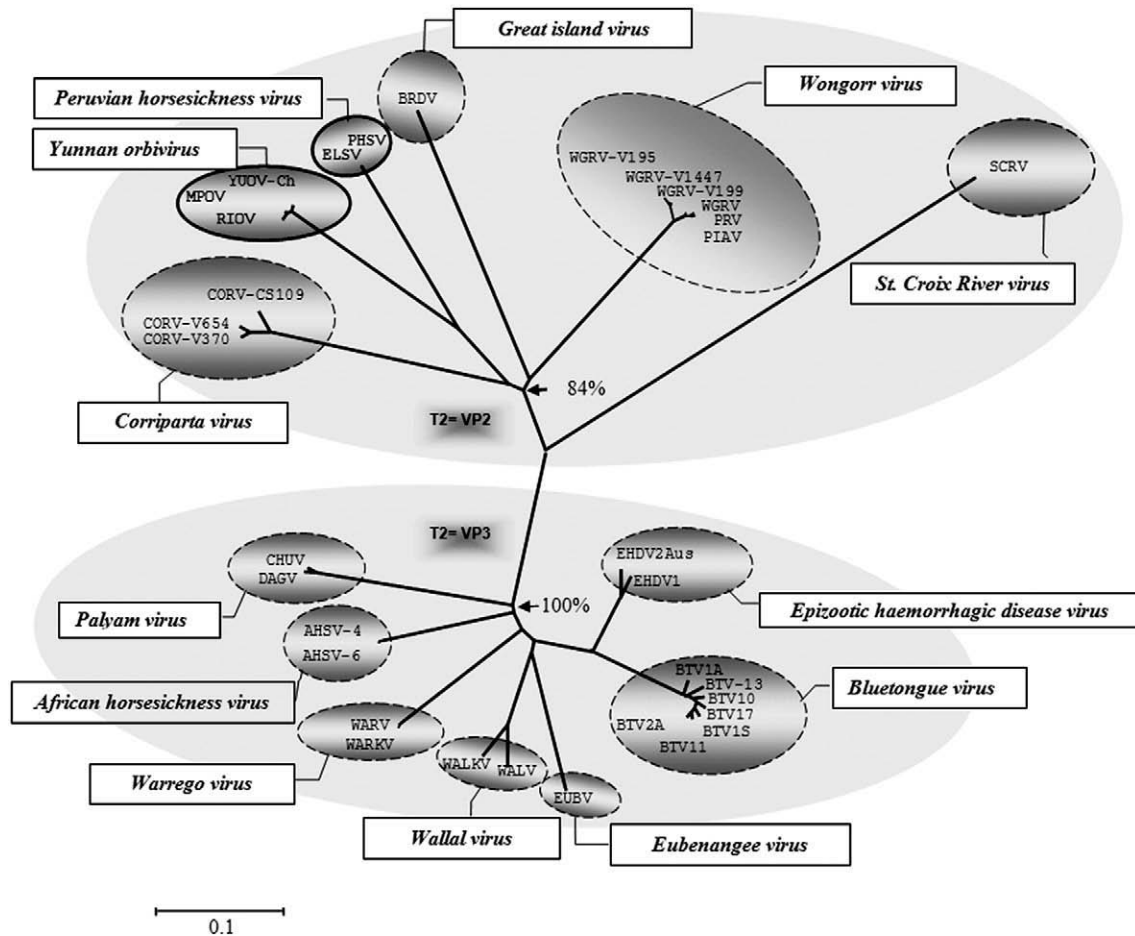 Great island virus
Wongorr virus
Peruvian horsesickness virus
BRDV
Yunnan orbivirus
PHSV
ELSV
WGRV-V195
SCRV
YUOV-Ch
MPOV
RIOV
WGRV-V1447
WGRV-V199
WGRV
PRV
PIAV
St. Croix River virus
CORV-CS109
CORV-V654
CORV-V370
84%
Corriparta virus
T2= VP2
T2= VP3
CHUV
DAGV
EHDV2Aus
EHDV1
100%
Palyam virus
Epizootic haemorrhagic disease virus
AHSV-4
AHSV-6
African horsesickness virus
BTV1A
BTV-13
BTV10
BTV17
BTV1S
BTV2A
BTV11
Bluetongue virus
WARV
WARKV
Warrego virus
WALKV
WALV
EUBV
Wallal virus
Eubenangee virus
0.1